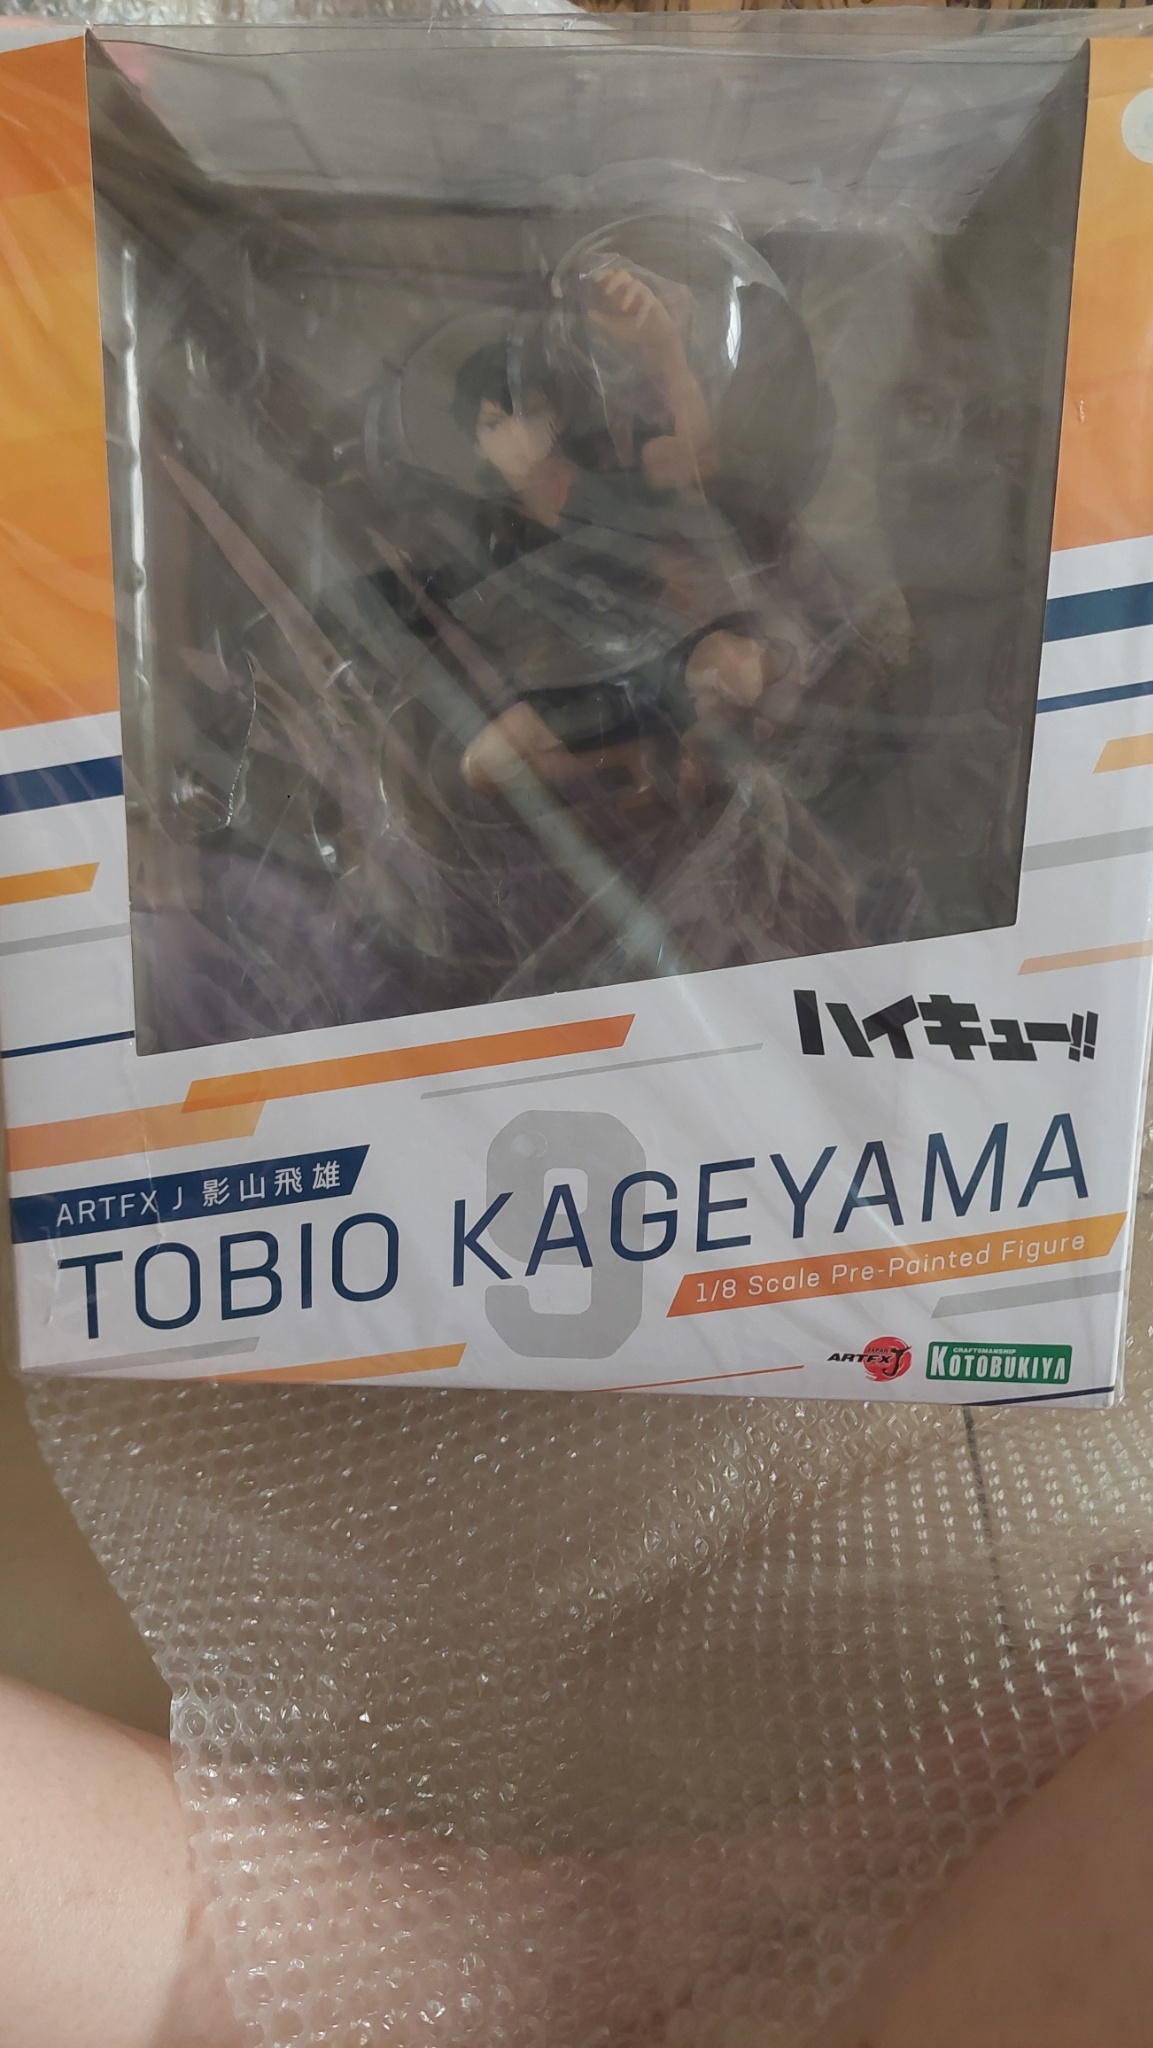 ハイキュー!!
9
ARTFX J 影山飛雄
TOBIO KAGEYAMA
1/8 Scale Pre-Painted Figure
JAPAN
ARTFX J
CRAFTSMANSHIP
KOTOBUKIYA